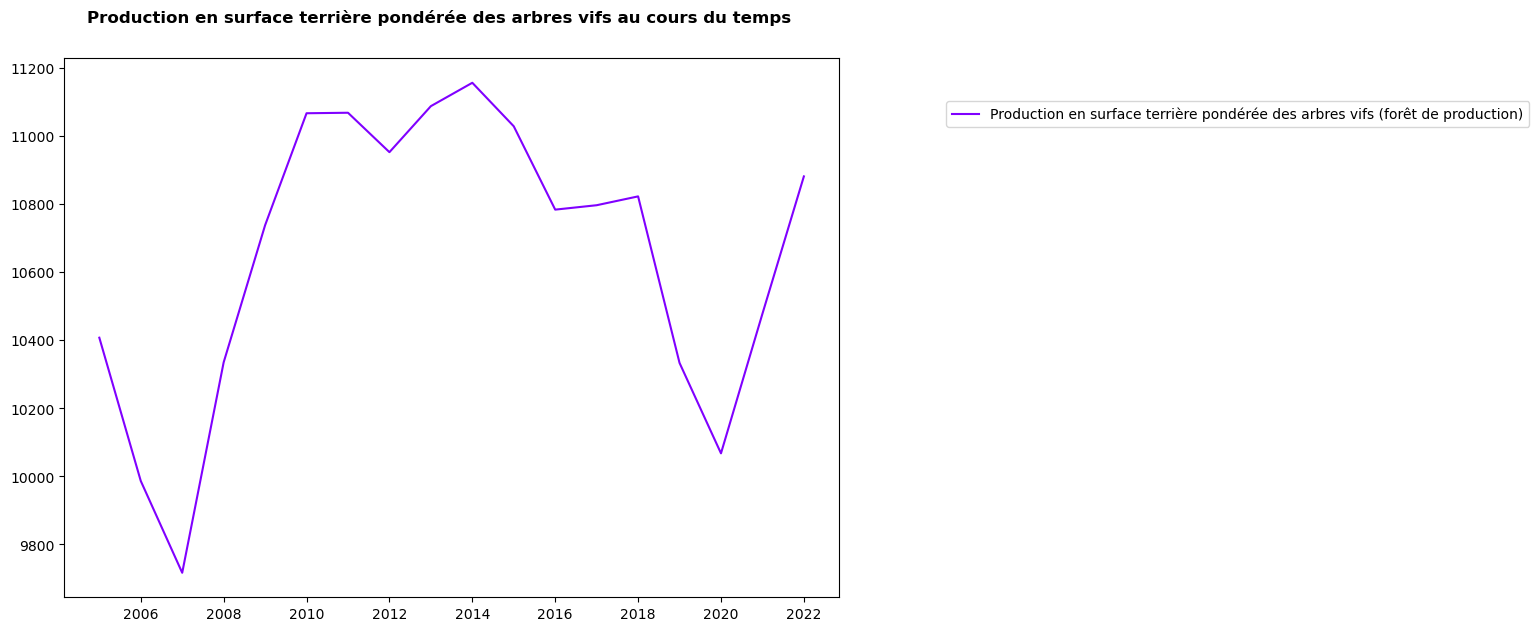 Production en surface terrière pondérée des arbres vifs au cours du temps
11200
11000
10800
10600
10400
10200
10000
9800
2006 2008 2010 2012 2014 2016 2018 2020 2022
Production en surface terrière pondérée des arbres vifs (forêt de production)